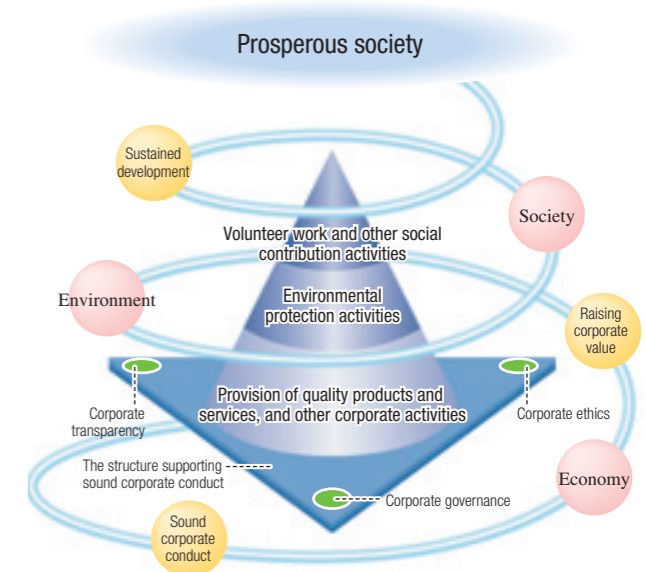 Prosperous society
Sustained
development
Society
Volunteer work and other social
contribution activities
Environment
Environmental
protection activities
Raising
corporate
value
Provision of quality products and
services, and other corporate activities
Corporate
transparency
Corporate ethics
The structure supporting
sound corporate conduct
Economy
Corporate governance
Sound
corporate
conduct